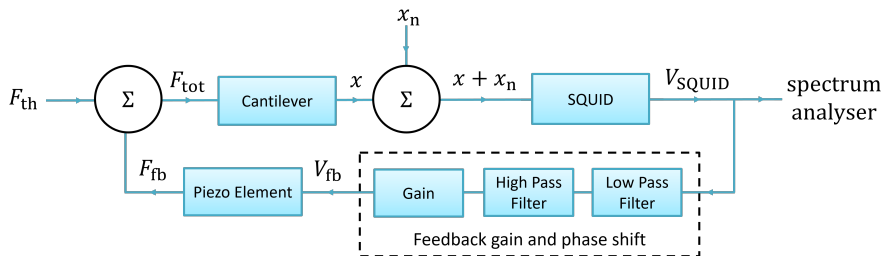 x_n
F_th
Σ
F_tot
Cantilever
x
Σ
x + x_n
SQUID
V_SQUID
spectrum
analyser
F_fb
Piezo Element
V_fb
Gain
High Pass
Filter
Low Pass
Filter
Feedback gain and phase shift